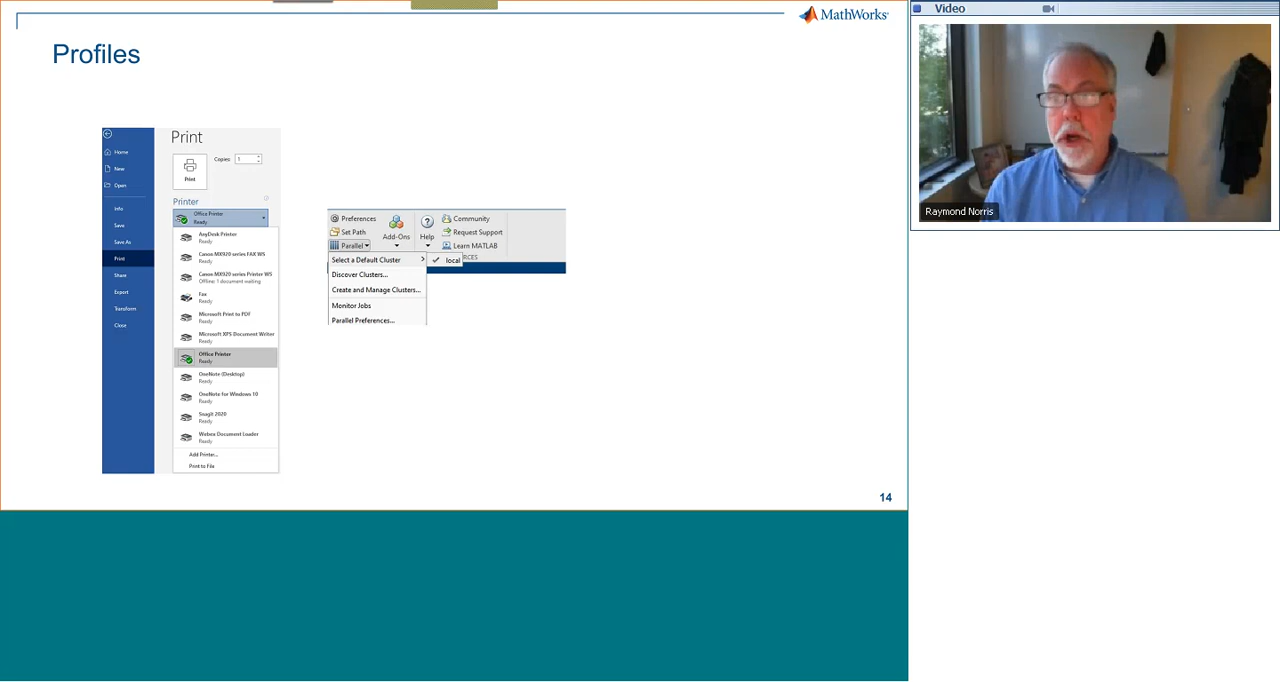 MathWorks®
Profiles
Print
Home
New
Open
Info
Save
Save As
Print
Share
Export
Transform
Close
Print
Copies: 1
Printer
Office Printer
Ready
AnyDesk Printer
Ready
Canon MX920 series FAX WS
Ready
Canon MX920 series Printer WS
Offline: 1 document waiting
Fax
Ready
Microsoft Print to PDF
Ready
Microsoft XPS Document Writer
Ready
Office Printer
Ready
OneNote (Desktop)
Ready
OneNote for Windows 10
Ready
Snagit 2020
Ready
Webex Document Loader
Ready
Add Printer...
Print to File
Preferences
Set Path
Parallel
Add-Ons
Help
Community
Request Support
Learn MATLAB
RCES
Select a Default Cluster
local
Discover Clusters...
Create and Manage Clusters...
Monitor Jobs
Parallel Preferences...
14
Video
Raymond Norris